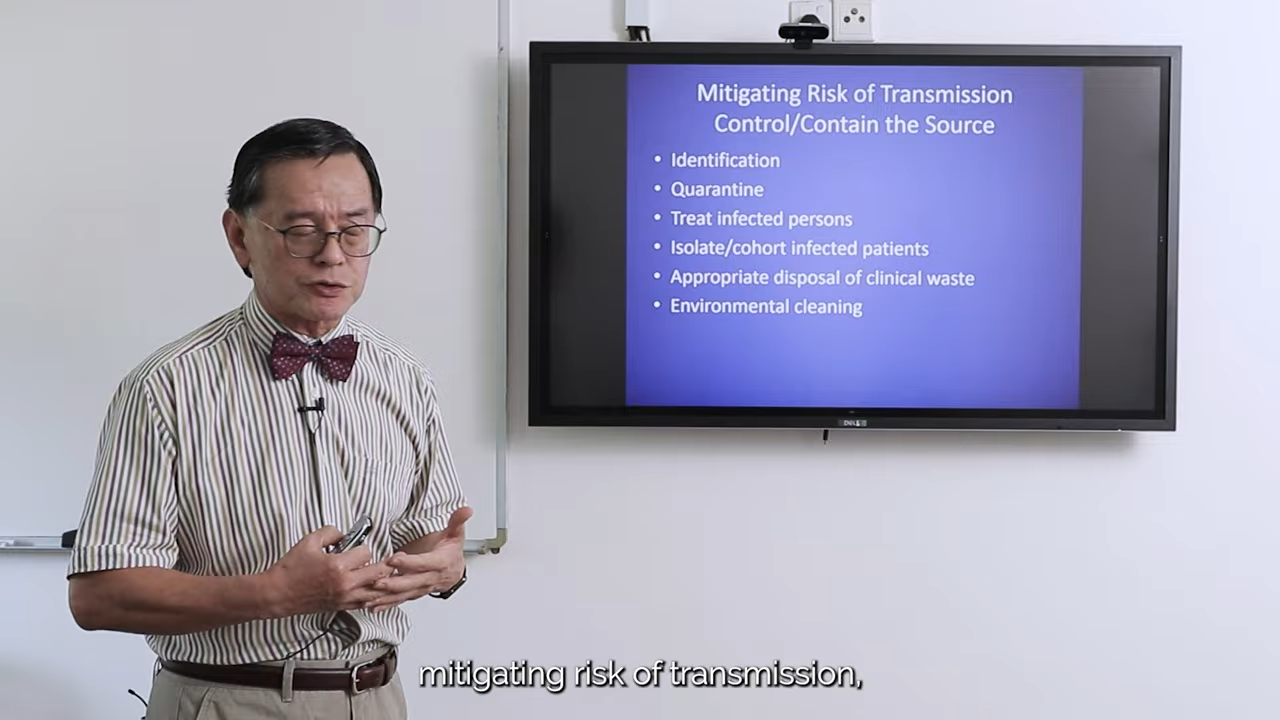 Mitigating Risk of Transmission
Control/Contain the Source
• Identification
• Quarantine
• Treat infected persons
• Isolate/cohort infected patients
• Appropriate disposal of clinical waste
• Environmental cleaning
DELL
mitigating risk of transmission,